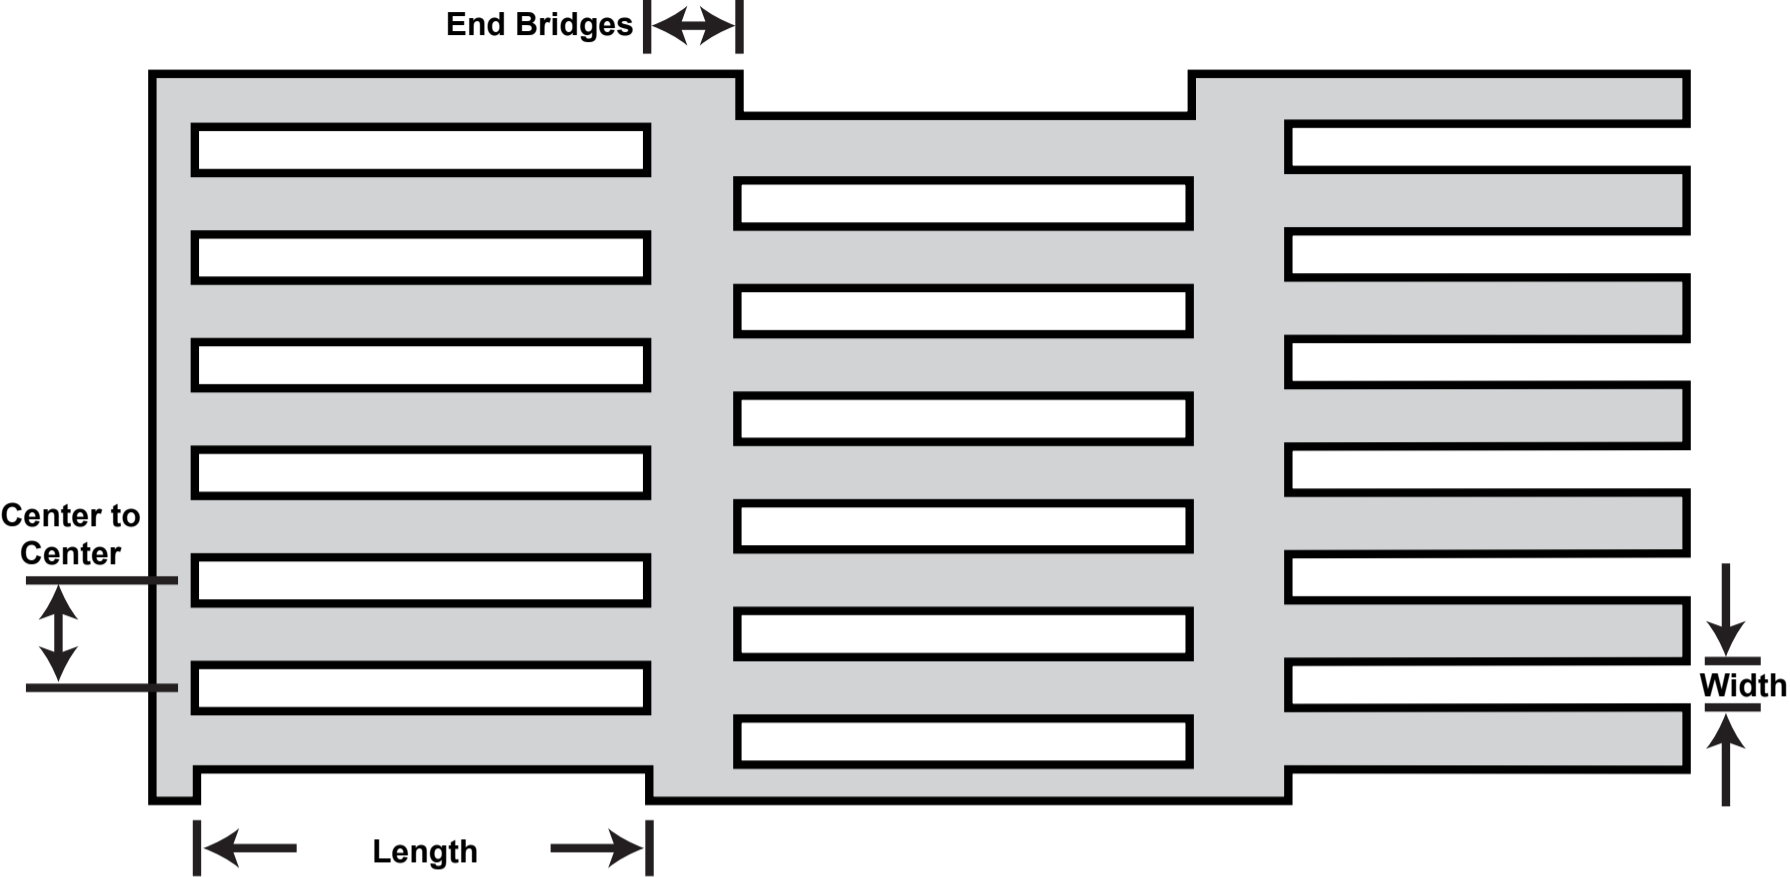 End Bridges
Center to
Center
Width
Length